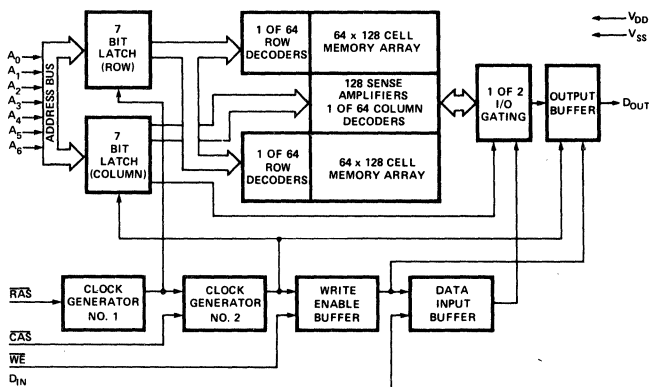 7
BIT
LATCH
(ROW)
1 OF 64
ROW
DECODERS
64 x 128 CELL
MEMORY ARRAY
V_DD
V_SS
A_0
A_1
A_2
A_3
A_4
A_5
A_6
ADDRESS BUS
128 SENSE
AMPLIFIERS
1 OF 64 COLUMN
DECODERS
1 OF 2
I/O
GATING
OUTPUT
BUFFER
D_OUT
7
BIT
LATCH
(COLUMN)
1 OF 64
ROW
DECODERS
64 x 128 CELL
MEMORY ARRAY
RAS
CLOCK
GENERATOR
NO. 1
CLOCK
GENERATOR
NO. 2
WRITE
ENABLE
BUFFER
DATA
INPUT
BUFFER
CAS
WE
D_IN